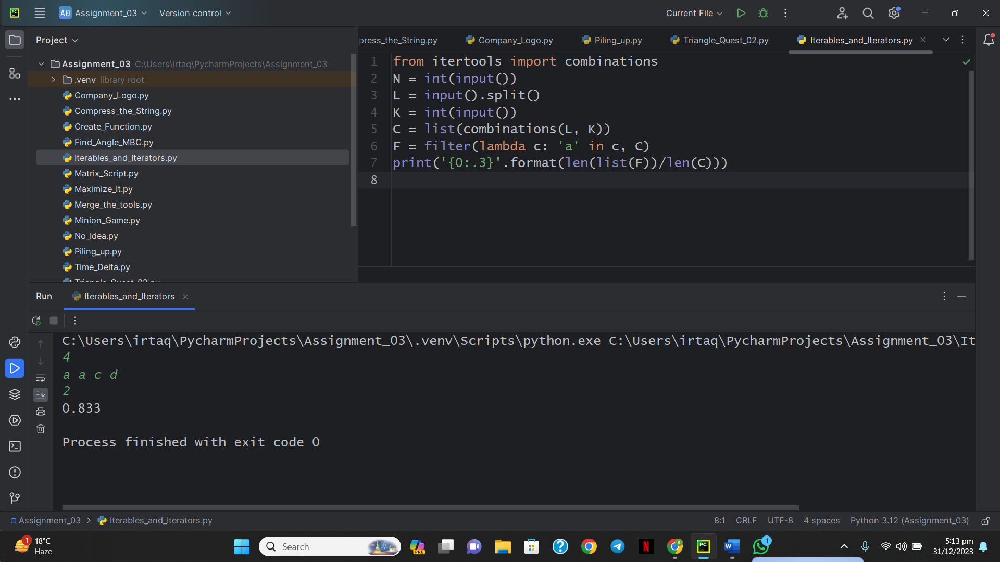 PC
A0 Assignment_03
Version control
Current File
Project
press_the_String.py
Company_Logo.py
Piling_up.py
Triangle_Quest_02.py
Iterables_and_Iterators.py
Assignment_03 C:\Users\irtaq\PycharmProjects\Assignment_03
.venv library root
Company_Logo.py
Compress_the_String.py
Create_Function.py
Find_Angle_MBC.py
Iterables_and_Iterators.py
Matrix_Script.py
Maximize_It.py
Merge_the_tools.py
Minion_Game.py
No_Idea.py
Piling_up.py
Time_Delta.py
Triangle_Quest_02.py
1 from itertools import combinations
2 N = int(input())
3 L = input().split()
4 K = int(input())
5 C = list(combinations(L, K))
6 F = filter(lambda c: 'a' in c, C)
7 print('{0:.3}'.format(len(list(F))/len(C)))
8
Run
Iterables_and_Iterators
C:\Users\irtaq\PycharmProjects\Assignment_03\.venv\Scripts\python.exe C:\Users\irtaq\PycharmProjects\Assignment_03\It
4
a a c d
2
0.833
Process finished with exit code 0
Assignment_03 > Iterables_and_Iterators.py
8:1 CRLF UTF-8 4 spaces Python 3.12 (Assignment_03)
1
18°C
Haze
Search
PRE
N
PC
W
1
5:13 pm
31/12/2023